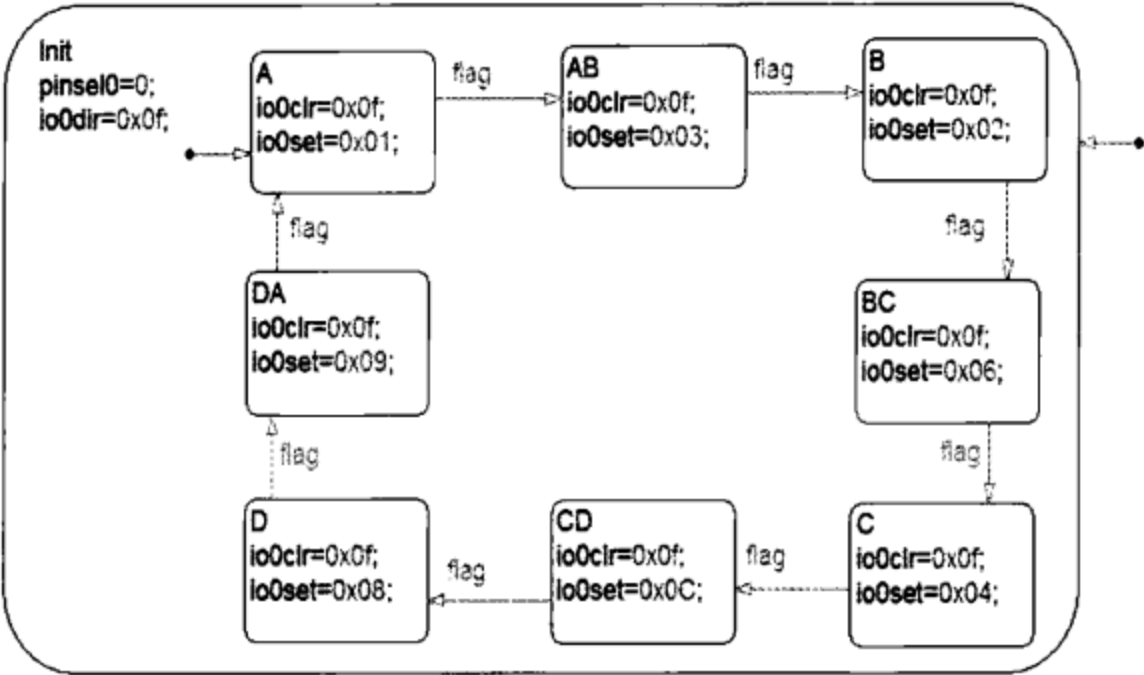 Init
pinsel0=0;
io0dir=0x0f;
A
io0clr=0x0f;
io0set=0x01;
flag
AB
io0clr=0x0f;
io0set=0x03;
flag
B
io0clr=0x0f;
io0set=0x02;
flag
flag
DA
io0clr=0x0f;
io0set=0x09;
BC
io0clr=0x0f;
io0set=0x06;
flag
flag
D
io0clr=0x0f;
io0set=0x08;
flag
CD
io0clr=0x0f;
io0set=0x0C;
flag
C
io0clr=0x0f;
io0set=0x04;